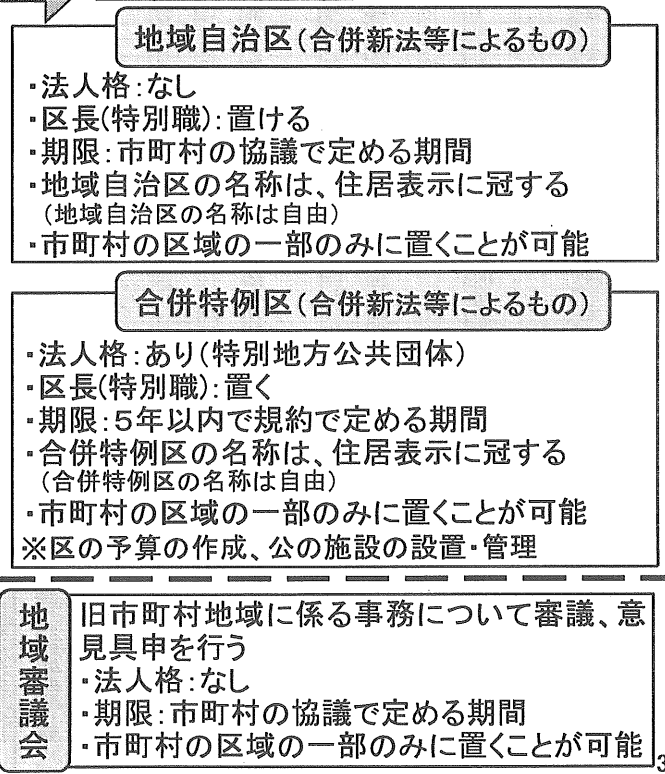 地域自治区(合併新法等によるもの)
・法人格:なし
・区長(特別職):置ける
・期限:市町村の協議で定める期間
・地域自治区の名称は、住居表示に冠する
(地域自治区の名称は自由)
・市町村の区域の一部のみに置くことが可能
合併特例区(合併新法等によるもの)
・法人格:あり(特別地方公共団体)
・区長(特別職):置く
・期限:5年以内で規約で定める期間
・合併特例区の名称は、住居表示に冠する
(合併特例区の名称は自由)
・市町村の区域の一部のみに置くことが可能
※区の予算の作成、公の施設の設置・管理
地域審議会
旧市町村地域に係る事務について審議、意
見具申を行う
・法人格:なし
・期限:市町村の協議で定める期間
・市町村の区域の一部のみに置くことが可能
3